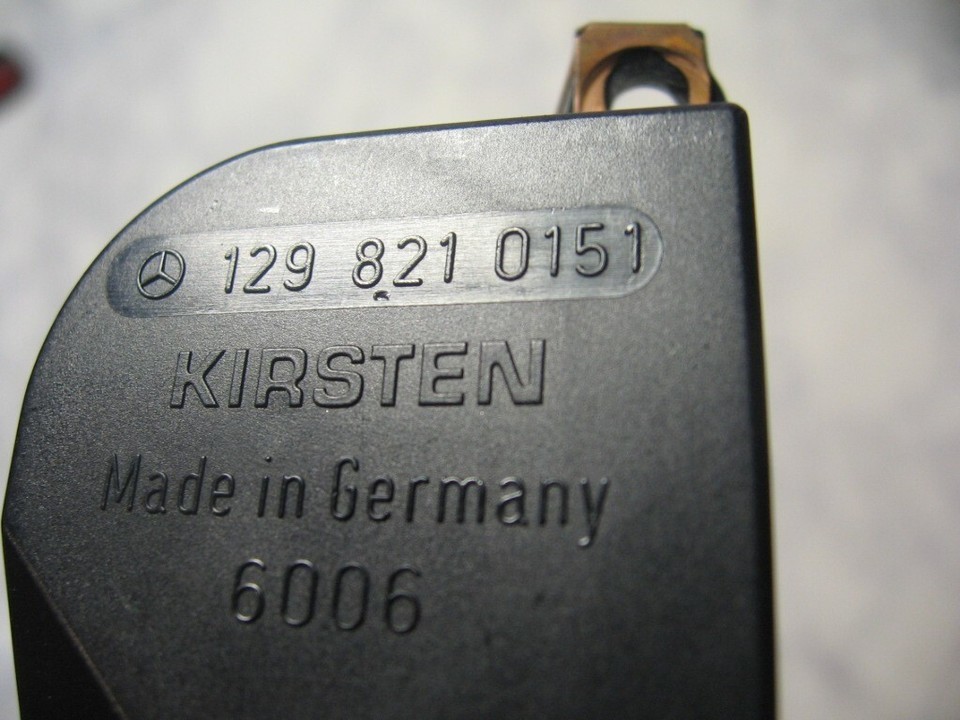 129 821 0151
KIRSTEN
Made in Germany
6006